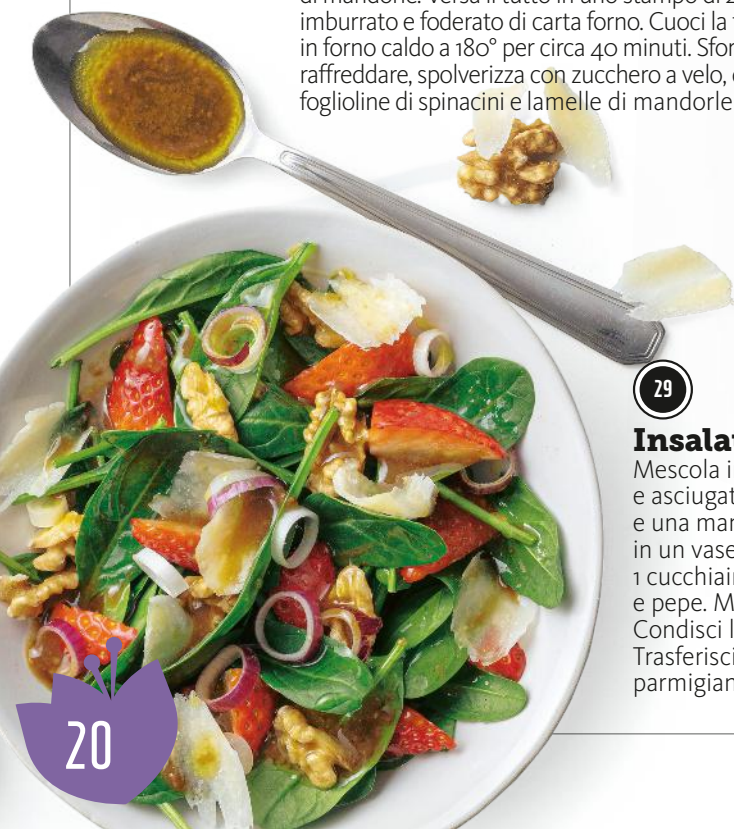 di mandorle. Versa il tutto in uno stampo di 2
imburrato e foderato di carta forno. Cuoci la
in forno caldo a 180° per circa 40 minuti. Sfor
raffreddare, spolverizza con zucchero a velo,
foglioline di spinacini e lamelle di mandorle
29
Insala
Mescola i
e asciugat
e una mar
in un vase
1 cucchiain
e pepe. M
Condisci l
Trasferisci
parmigian
20